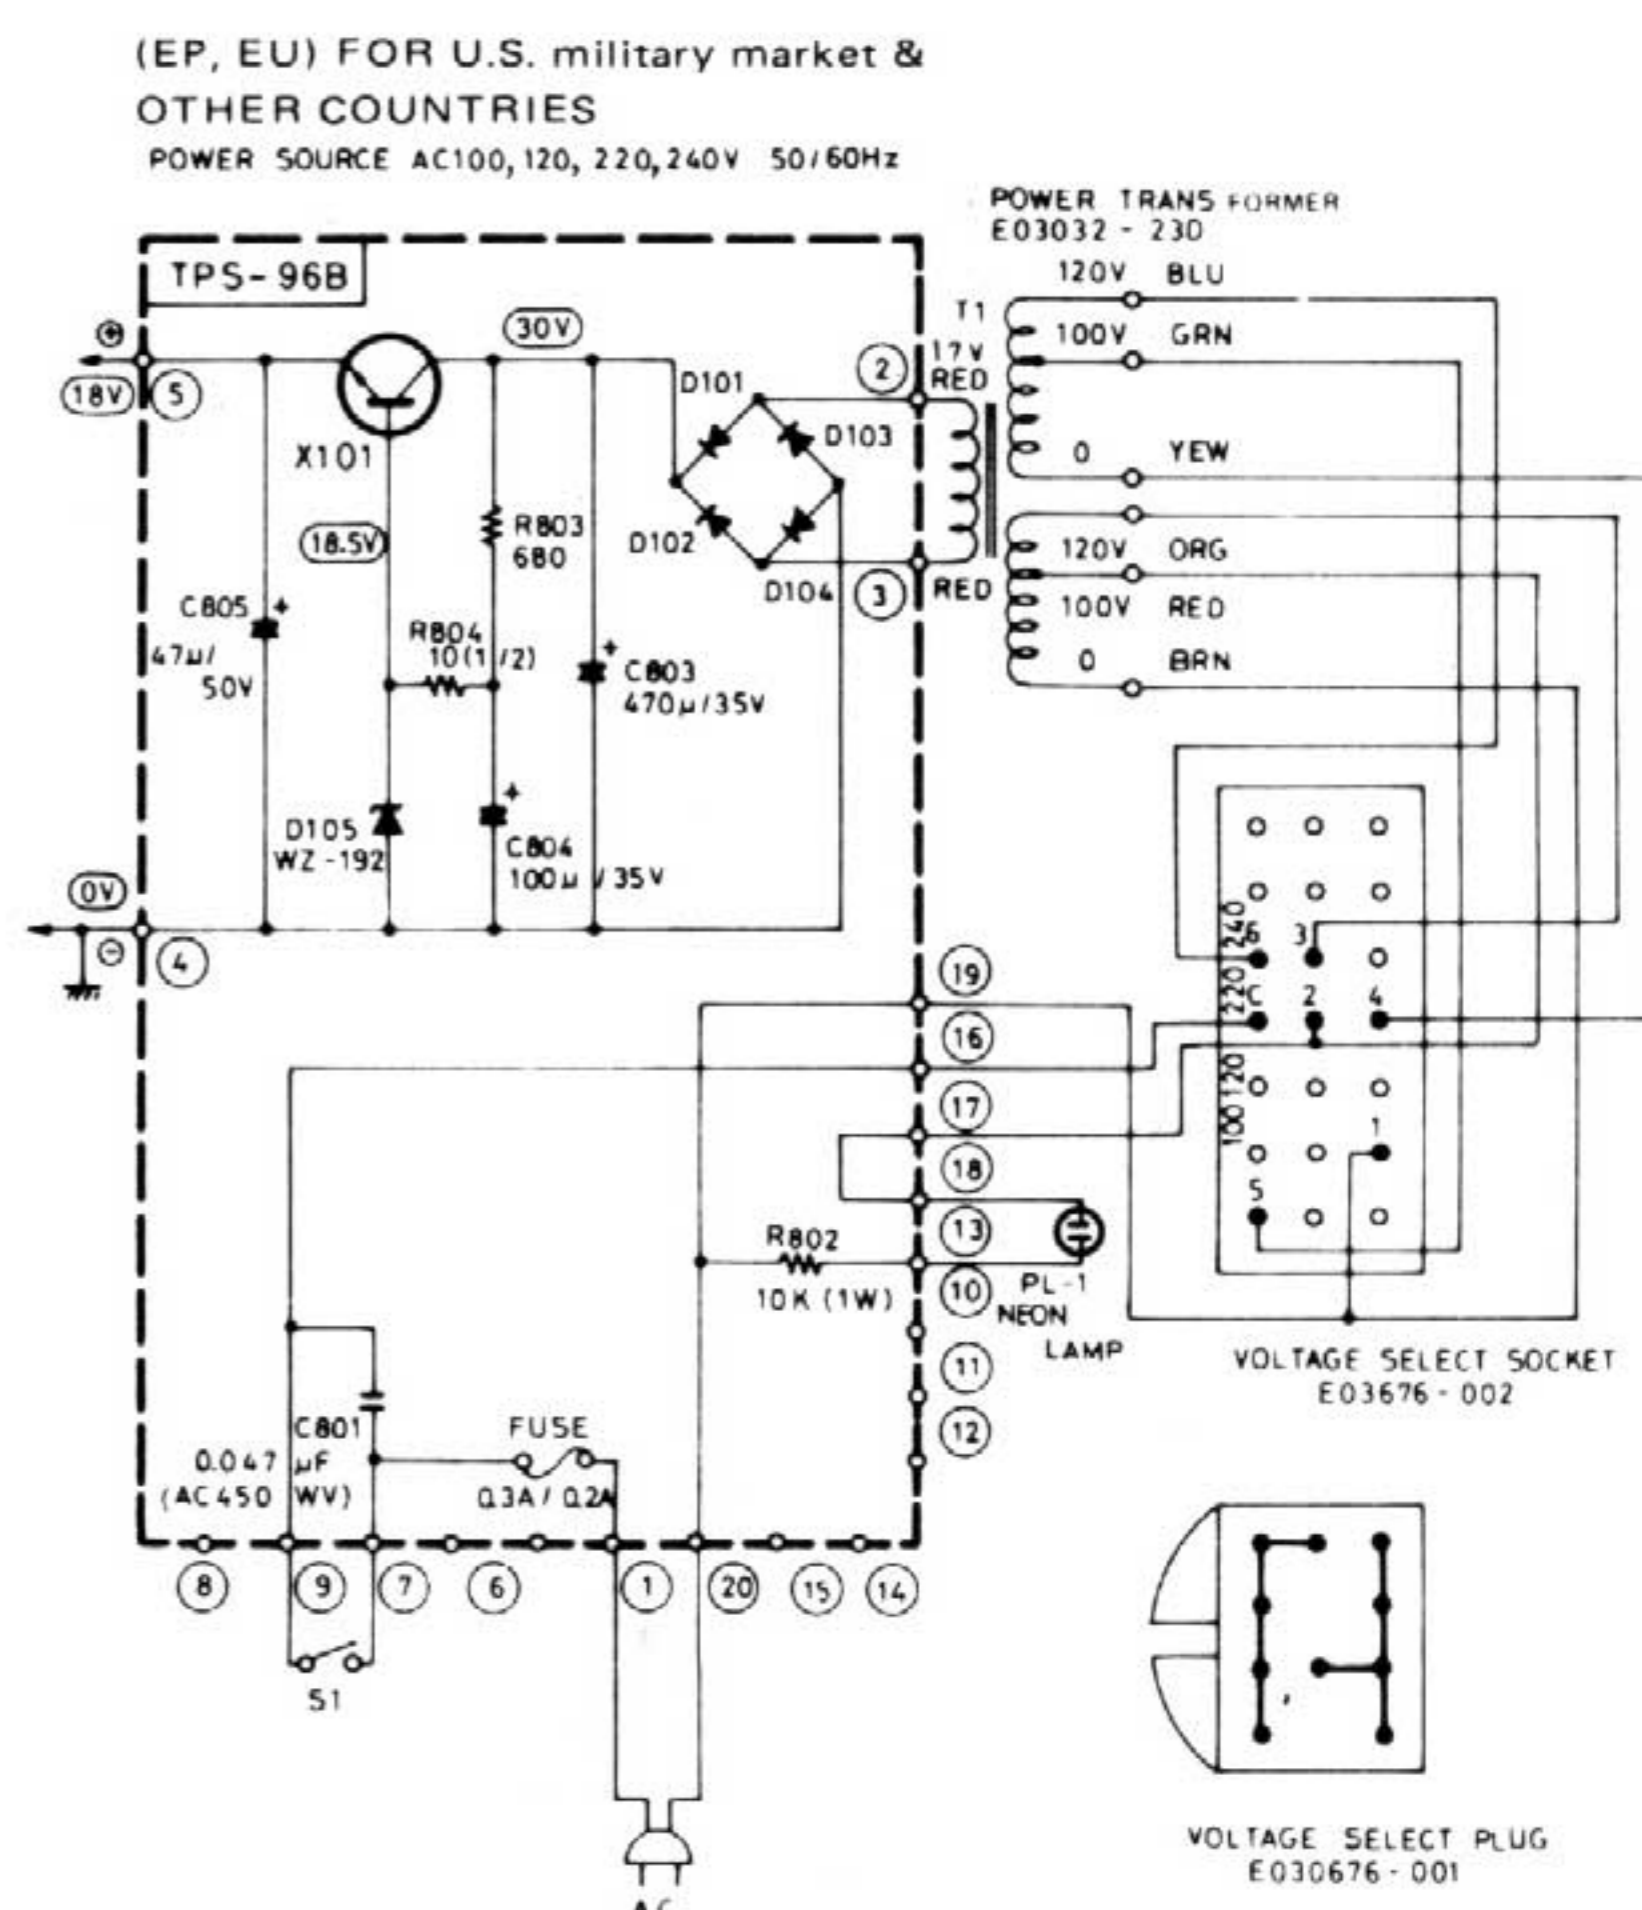 (EP, EU) FOR U.S. military market &
OTHER COUNTRIES
POWER SOURCE AC100, 120, 220, 240V 50/60Hz
POWER TRANS FORMER
E03032 - 23D
TPS-96B
120V BLU
T1
100V GRN
17V
RED
0 YEW
120V ORG
100V RED
0 BRN
⊕
18V
5
30V
2
D101
D103
X101
18.5V
R803
680
D102
D104
3
RED
C805
+
47μ/
50V
R804
10(1/2)
+
C803
470μ/35V
D105
WZ-192
+
C804
100μ/35V
0V
⊖
4
240
220
120
100
6 3
C 2 4
1
5
19
16
17
18
13
10
11
12
R802
10K (1W)
PL-1
NEON
LAMP
VOLTAGE SELECT SOCKET
E03676-002
C801
0.047 μF
(AC450 WV)
FUSE
0.3A / 0.2A
8
9
7
6
1
20
15
14
S1
VOLTAGE SELECT PLUG
E030676-001